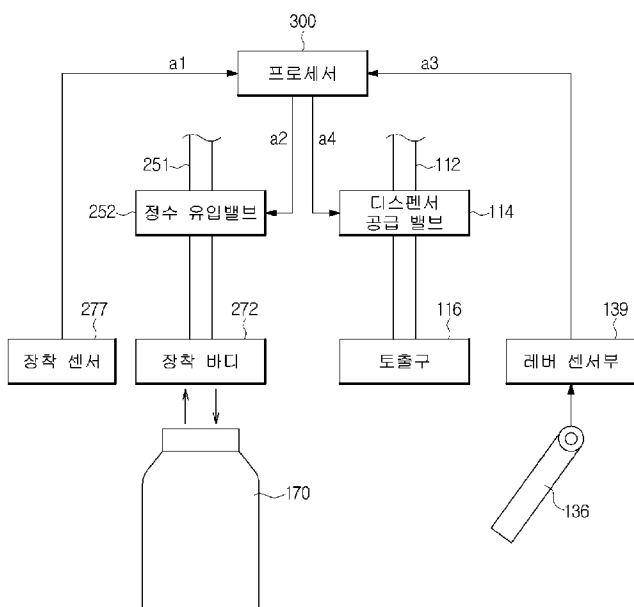 300
프로세서
a1
a3
a2
a4
251
112
252
정수 유입밸브
디스펜서
공급 밸브
114
277
272
116
139
장착 센서
장착 바디
토출구
레버 센서부
170
136